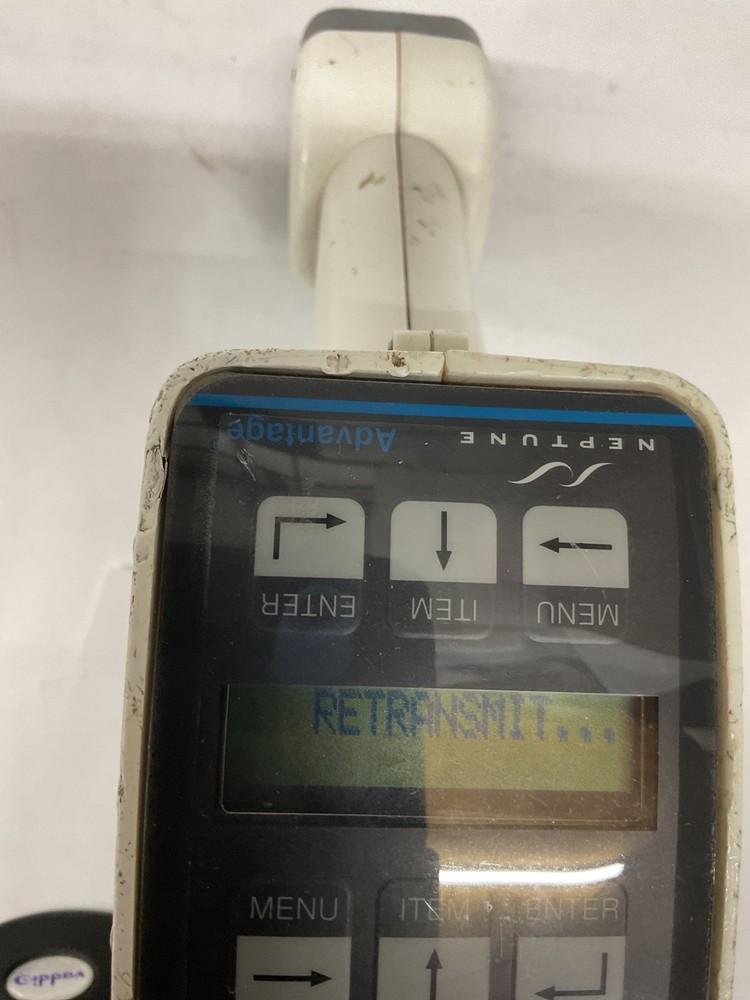 NEPTUNE Advantage®
MENU ITEM ENTER
RETRANSMIT...
MENU ITEM ENTER